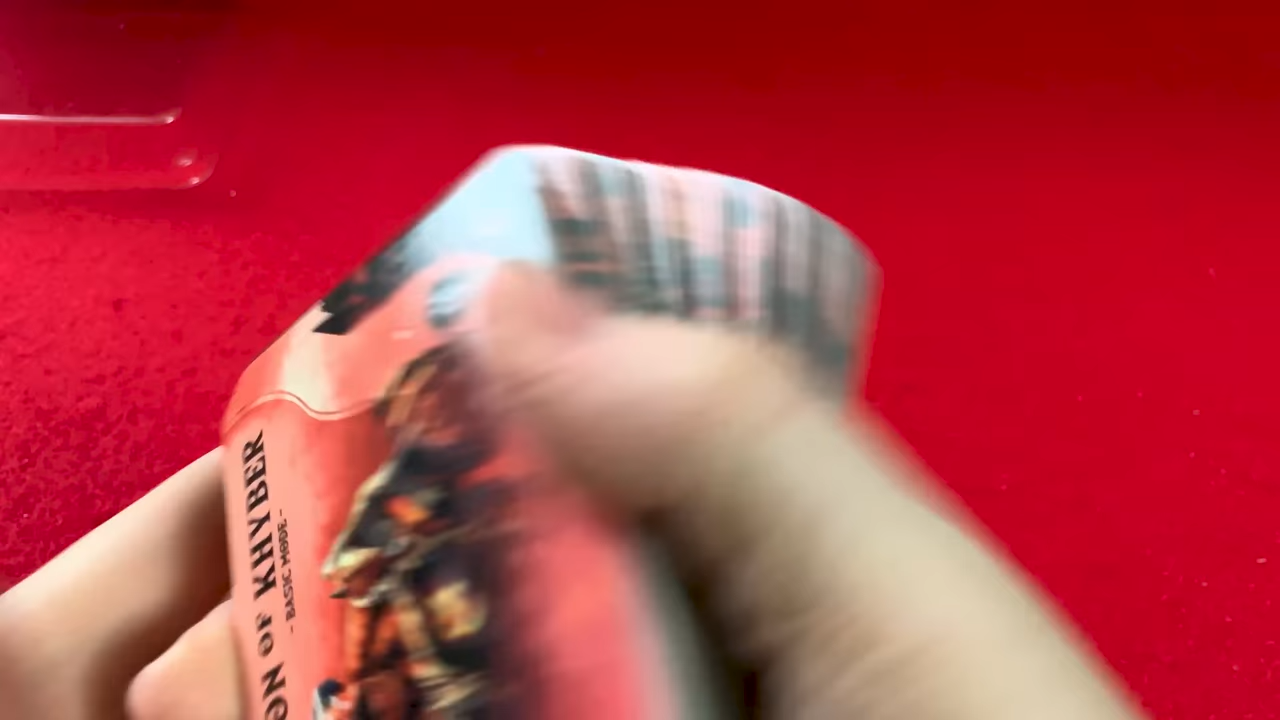 ON OF KHYBER
- BASIC MODE -